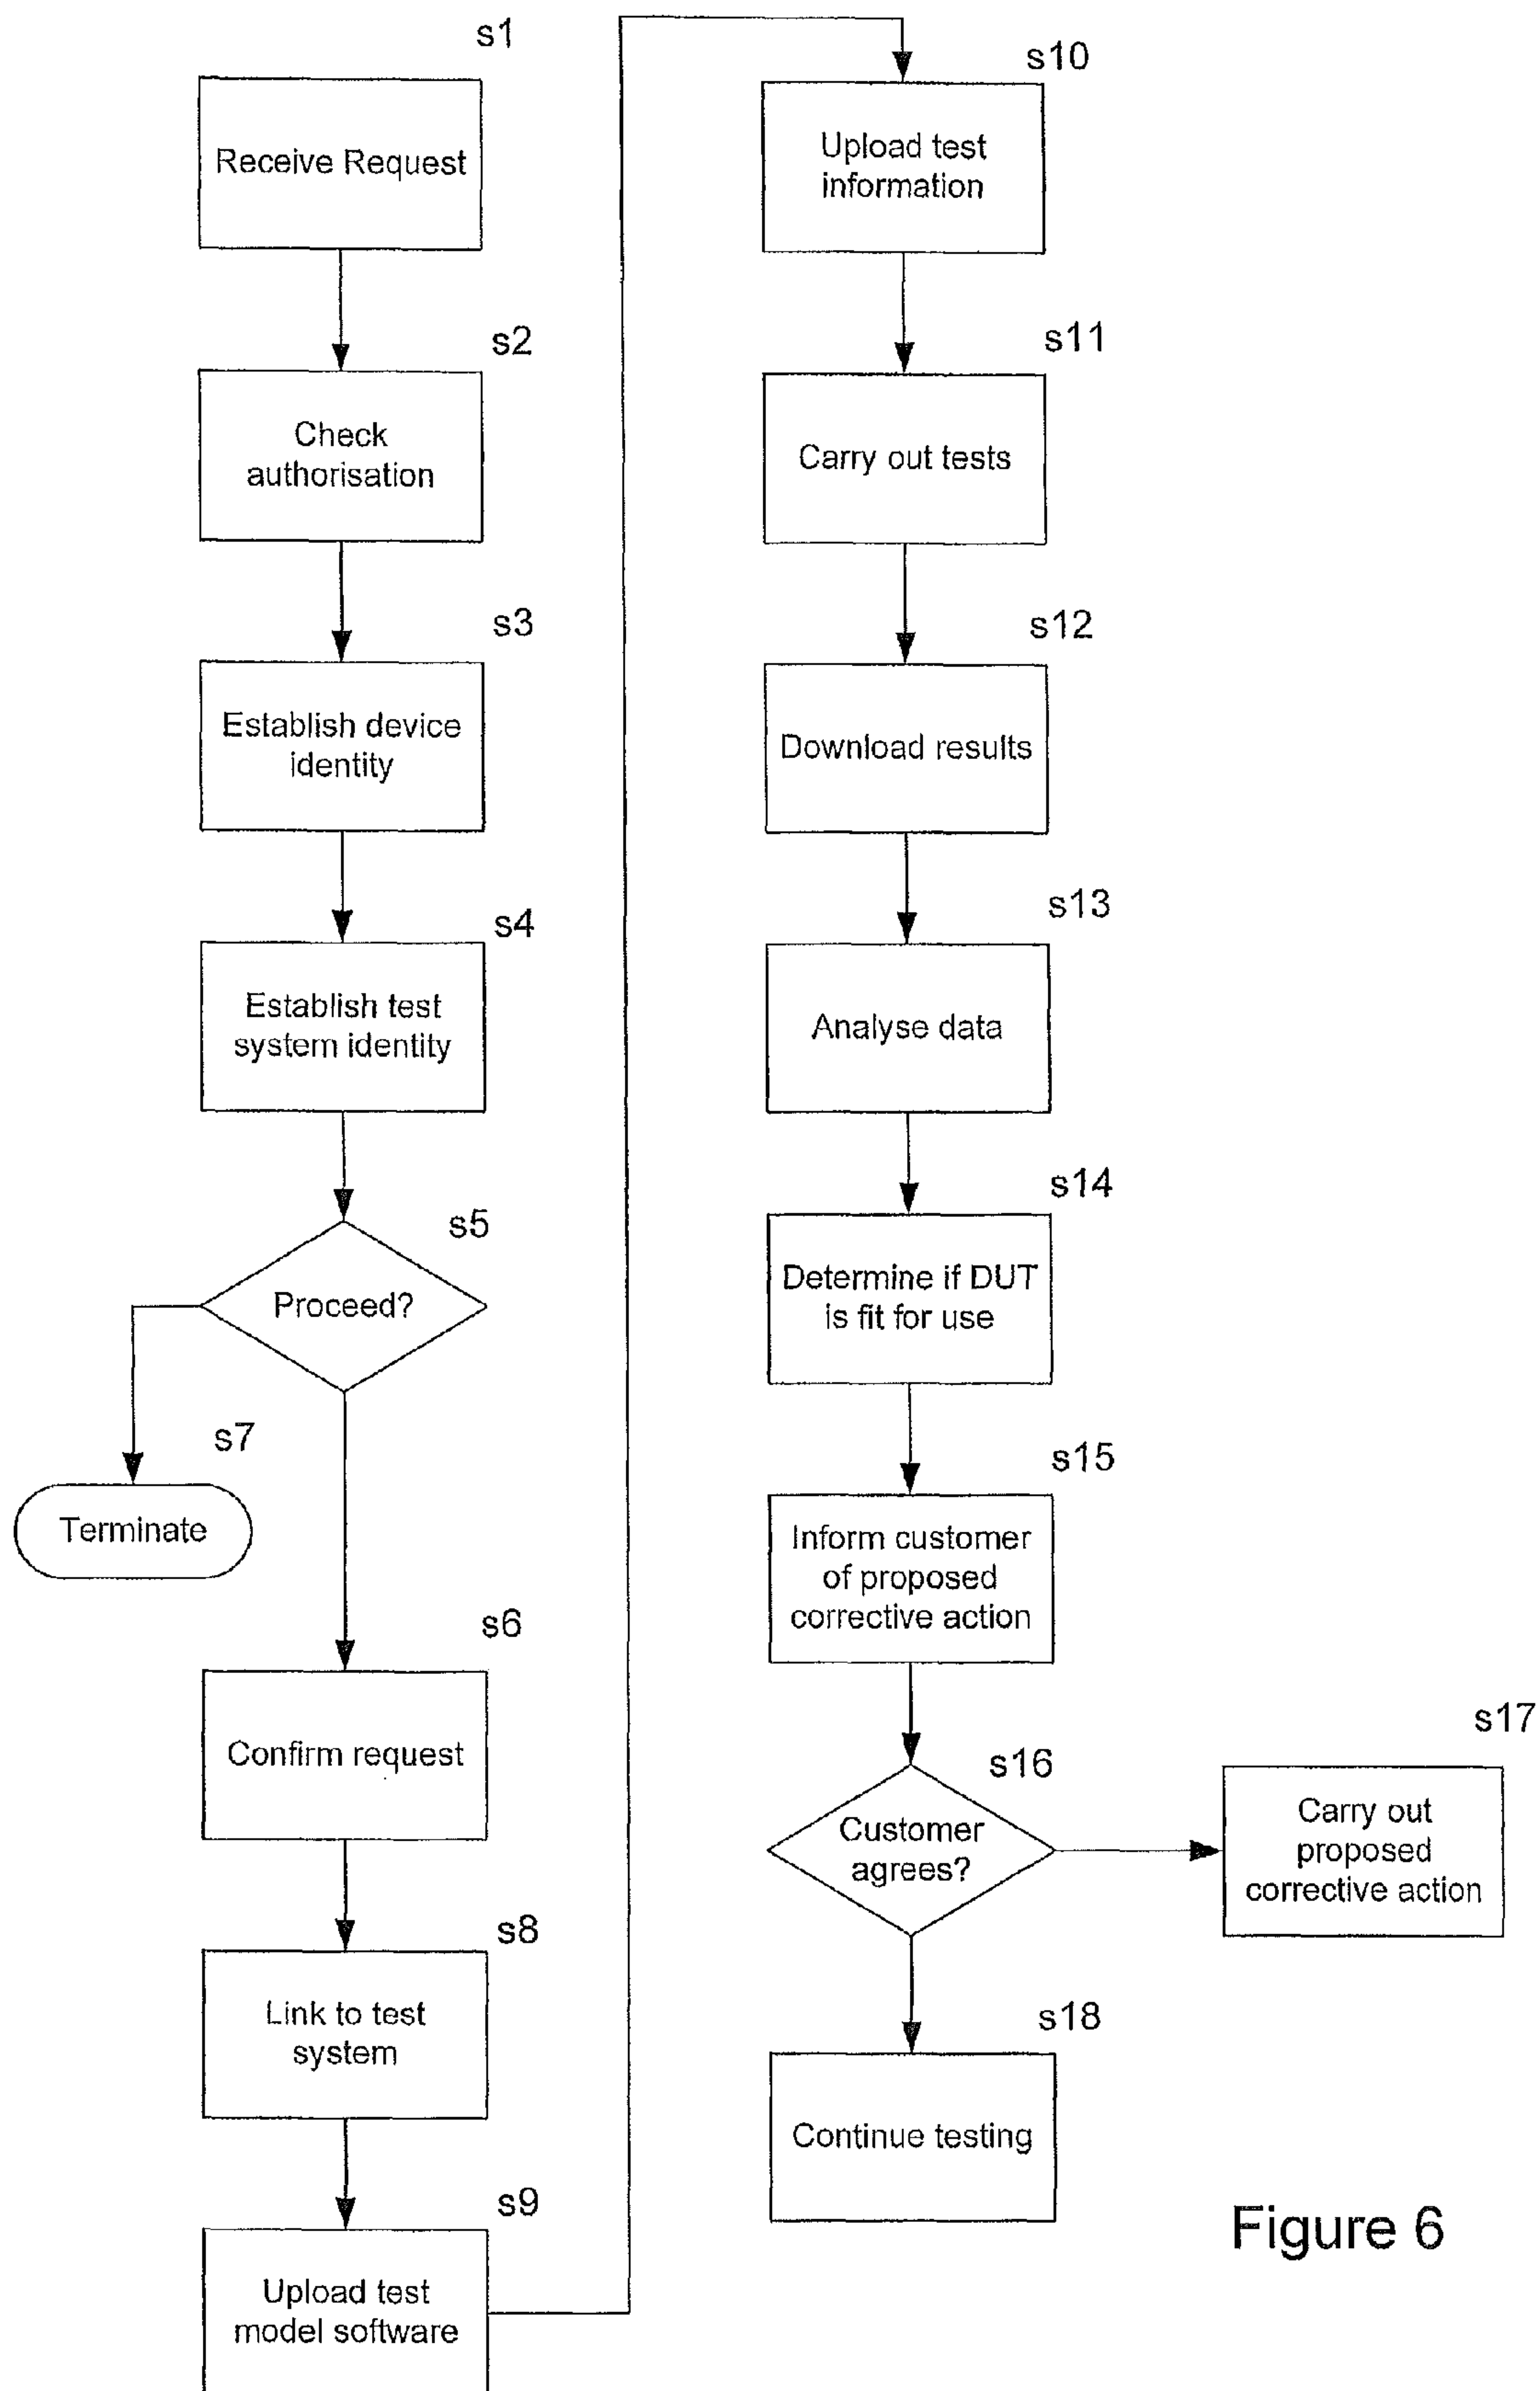 s1
Receive Request
s2
Check
authorisation
s3
Establish device
identity
s4
Establish test
system identity
s5
Proceed?
s7
Terminate
s6
Confirm request
s8
Link to test
system
s9
Upload test
model software
s10
Upload test
information
s11
Carry out tests
s12
Download results
s13
Analyse data
s14
Determine if DUT
is fit for use
s15
Inform customer
of proposed
corrective action
s16
Customer
agrees?
s17
Carry out
proposed
corrective action
s18
Continue testing
Figure 6